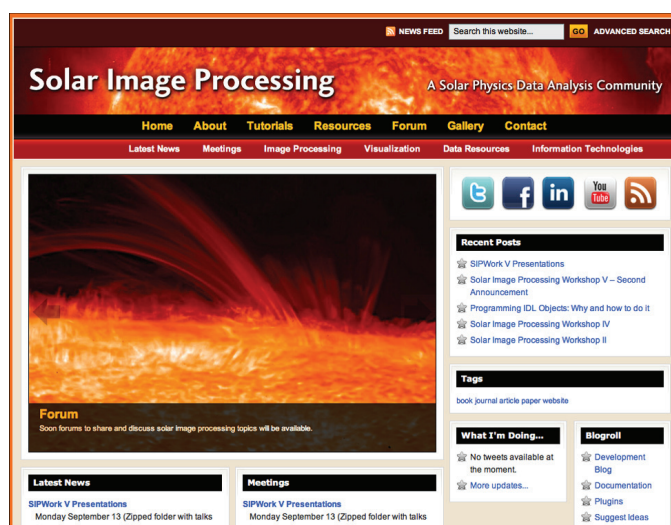 NEWS FEED
Search this website...
GO
ADVANCED SEARCH
Solar Image Processing
A Solar Physics Data Analysis Community
Home About Tutorials Resources Forum Gallery Contact
Latest News Meetings Image Processing Visualization Data Resources Information Technologies
Forum
Soon forums to share and discuss solar image processing topics will be available.
Latest News
SIPWork V Presentations
Monday September 13 (Zipped folder with talks
Meetings
SIPWork V Presentations
Monday September 13 (Zipped folder with talks
t f in You Tube
Recent Posts
SIPWork V Presentations
Solar Image Processing Workshop V – Second
Announcement
Programming IDL Objects: Why and how to do it
Solar Image Processing Workshop IV
Solar Image Processing Workshop II
Tags
book journal article paper website
What I'm Doing...
No tweets available at
the moment.
More updates...
Blogroll
Development
Blog
Documentation
Plugins
Suggest Ideas